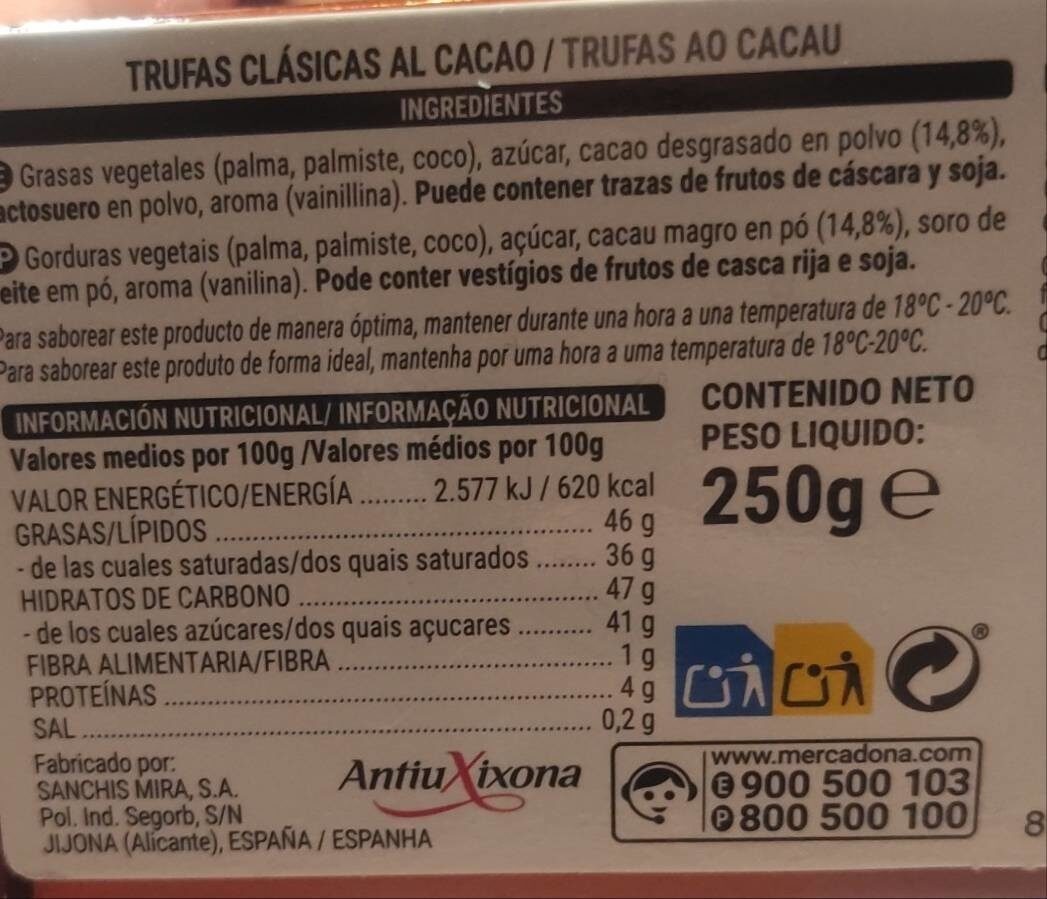 TRUFAS CLÁSICAS AL CACAO / TRUFAS AO CACAU
INGREDIENTES
E Grasas vegetales (palma, palmiste, coco), azúcar, cacao desgrasado en polvo (14,8%),
actosuero en polvo, aroma (vainillina). Puede contener trazas de frutos de cáscara y soja.
P Gorduras vegetais (palma, palmiste, coco), açúcar, cacau magro en pó (14,8%), soro de
eite em pó, aroma (vanilina). Pode conter vestígios de frutos de casca rija e soja.
Para saborear este producto de manera óptima, mantener durante una hora a una temperatura de 18ºC - 20ºC.
Para saborear este produto de forma ideal, mantenha por uma hora a uma temperatura de 18ºC-20ºC.
INFORMACIÓN NUTRICIONAL/ INFORMAÇÃO NUTRICIONAL
Valores medios por 100g /Valores médios por 100g
VALOR ENERGÉTICO/ENERGÍA ......... 2.577 kJ / 620 kcal
GRASAS/LÍPIDOS ............ 46 g
- de las cuales saturadas/dos quais saturados ........ 36 g
HIDRATOS DE CARBONO ............ 47 g
- de los cuales azúcares/dos quais açucares .......... 41 g
FIBRA ALIMENTARIA/FIBRA ............ 1 g
PROTEÍNAS ............ 4 g
SAL ............ 0,2 g
CONTENIDO NETO
PESO LIQUIDO:
250g e
Fabricado por:
SANCHIS MIRA, S.A.
Pol. Ind. Segorb, S/N
JIJONA (Alicante), ESPAÑA / ESPANHA
AntiuXixona
www.mercadona.com
E 900 500 103
P 800 500 100
8